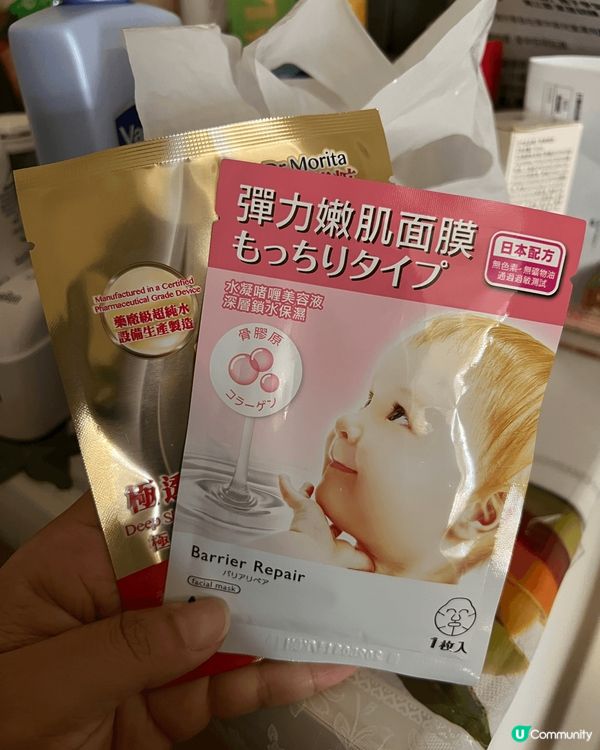 Dr. Morita
Manufactured in a Certified
Pharmaceutical Grade Device
藥廠級超純水
設備生產製造
極透
Deep S
彈力嫩肌面膜
もっちりタイプ
日本配方
無色素・無礦物油
通過過敏測試
水凝啫喱美容液
深層鎖水保濕
骨膠原
コラーゲン
Barrier Repair
バリアリペア
facial mask
1枚入
U Community